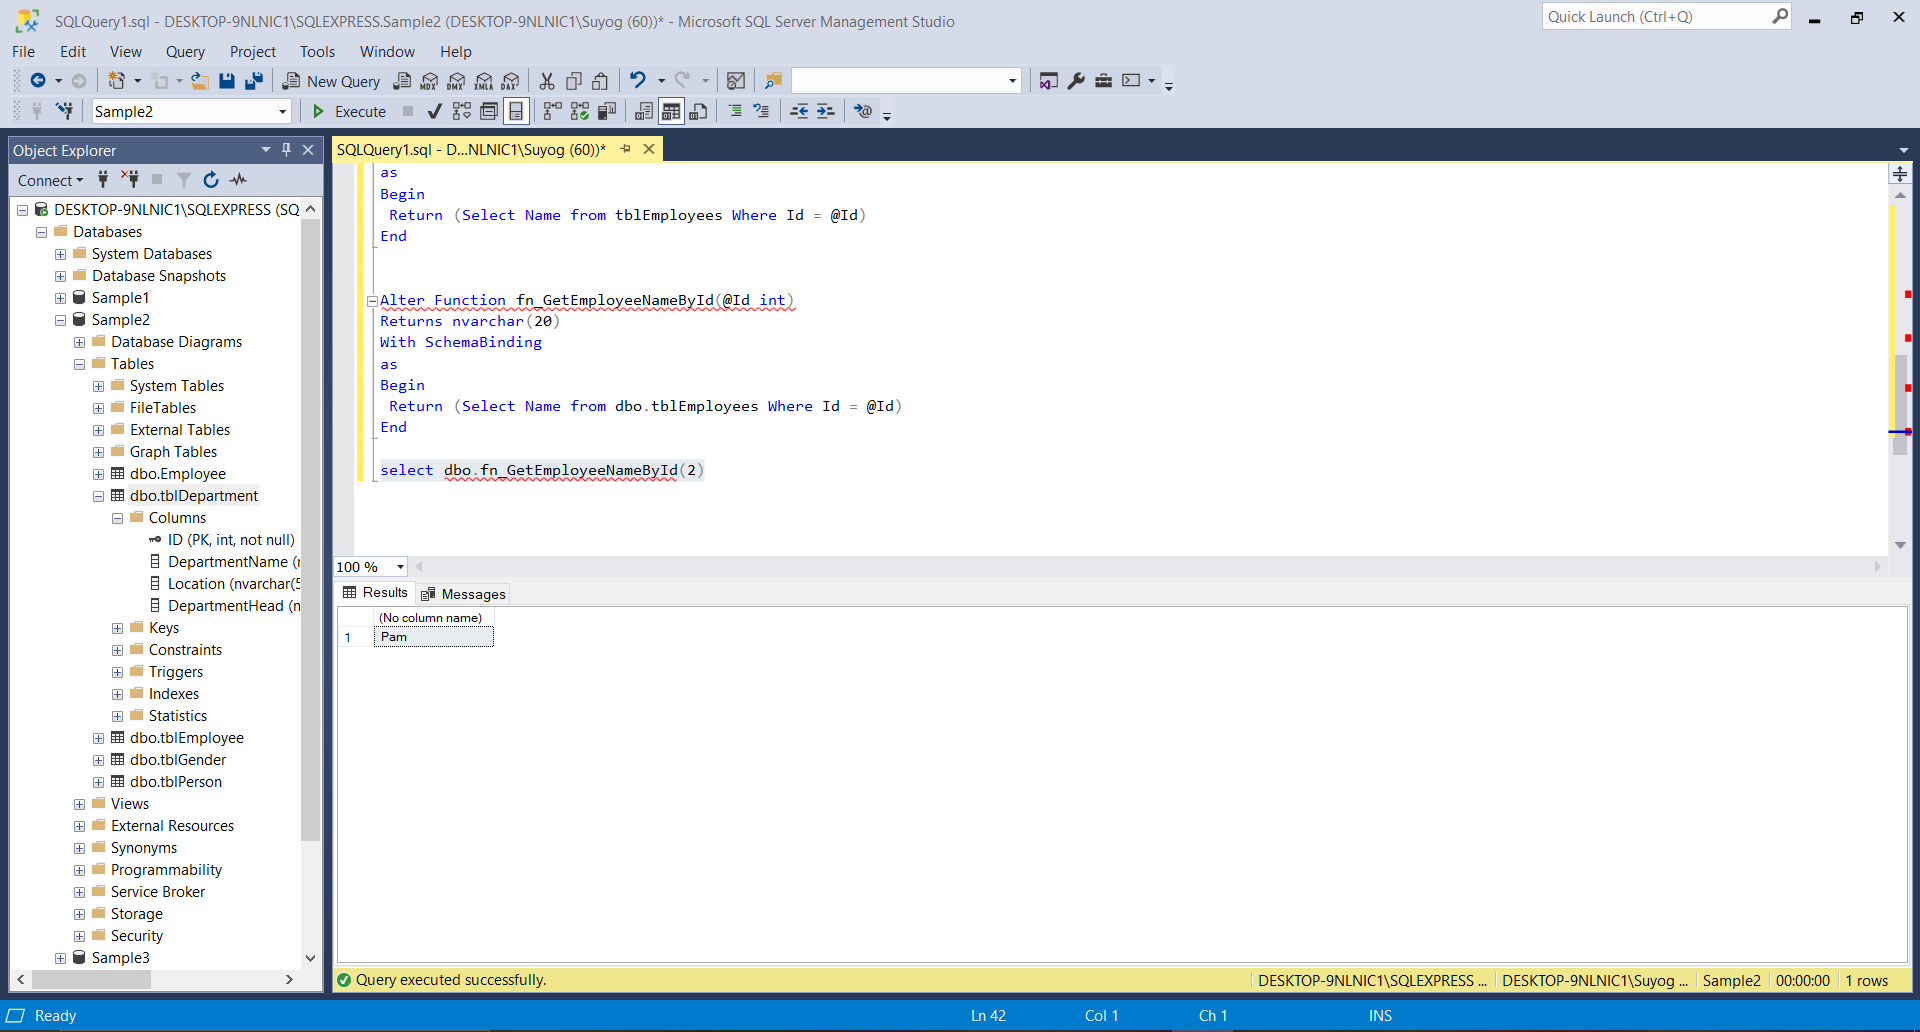 SQLQuery1.sql - DESKTOP-9NLNIC1\SQLEXPRESS.Sample2 (DESKTOP-9NLNIC1\Suyog (60))* - Microsoft SQL Server Management Studio
Quick Launch (Ctrl+Q)
File Edit View Query Project Tools Window Help
New Query MDX DMX XMLA DAX
Sample2 Execute
Object Explorer
Connect
DESKTOP-9NLNIC1\SQLEXPRESS (SQ
Databases
System Databases
Database Snapshots
Sample1
Sample2
Database Diagrams
Tables
System Tables
FileTables
External Tables
Graph Tables
dbo.Employee
dbo.tblDepartment
Columns
ID (PK, int, not null)
DepartmentName (
Location (nvarchar(5
DepartmentHead (n
Keys
Constraints
Triggers
Indexes
Statistics
dbo.tblEmployee
dbo.tblGender
dbo.tblPerson
Views
External Resources
Synonyms
Programmability
Service Broker
Storage
Security
Sample3
SQLQuery1.sql - D...NLNIC1\Suyog (60))*
as
Begin
Return (Select Name from tblEmployees Where Id = @Id)
End
Alter Function fn_GetEmployeeNameById(@Id int)
Returns nvarchar(20)
With SchemaBinding
as
Begin
Return (Select Name from dbo.tblEmployees Where Id = @Id)
End
select dbo.fn_GetEmployeeNameById(2)
100 %
Results Messages
(No column name)
1 Pam
Query executed successfully.
DESKTOP-9NLNIC1\SQLEXPRESS ... DESKTOP-9NLNIC1\Suyog ... Sample2 00:00:00 1 rows
Ready Ln 42 Col 1 Ch 1 INS